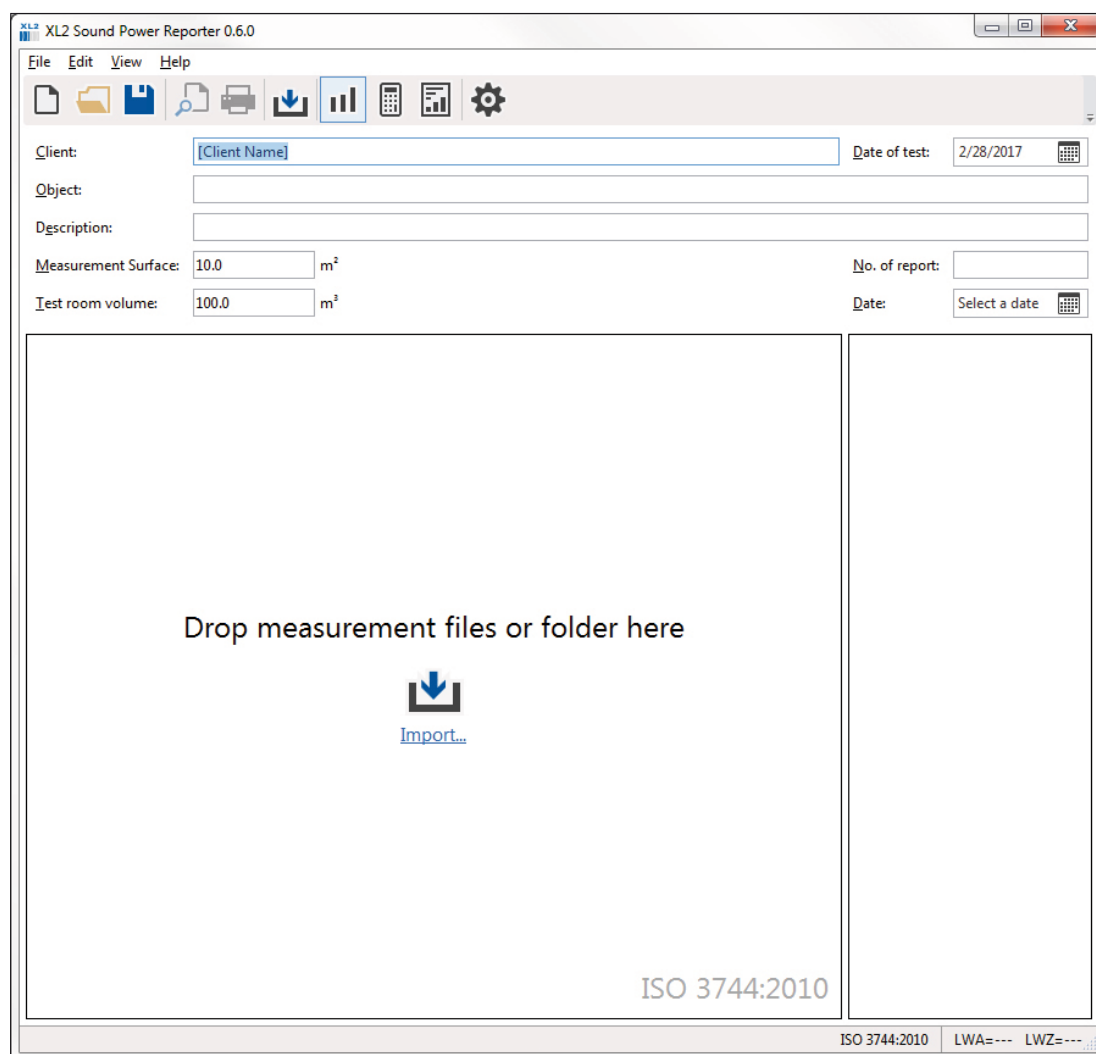 XL2 Sound Power Reporter 0.6.0
File Edit View Help
Client: [Client Name] Date of test: 2/28/2017
Object:
Description:
Measurement Surface: 10.0 m² No. of report:
Test room volume: 100.0 m³ Date: Select a date
Drop measurement files or folder here
Import...
ISO 3744:2010
ISO 3744:2010 LWA=--- LWZ=---